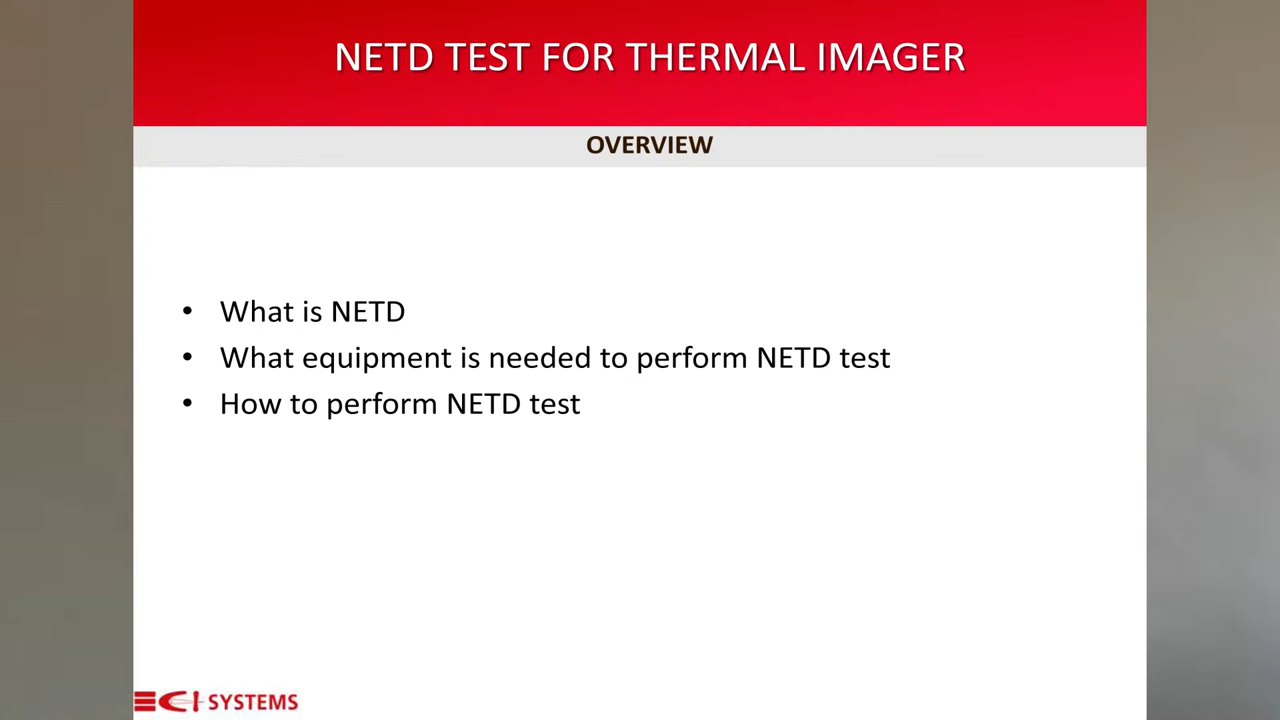 NETD TEST FOR THERMAL IMAGER
OVERVIEW
• What is NETD
• What equipment is needed to perform NETD test
• How to perform NETD test
CI SYSTEMS